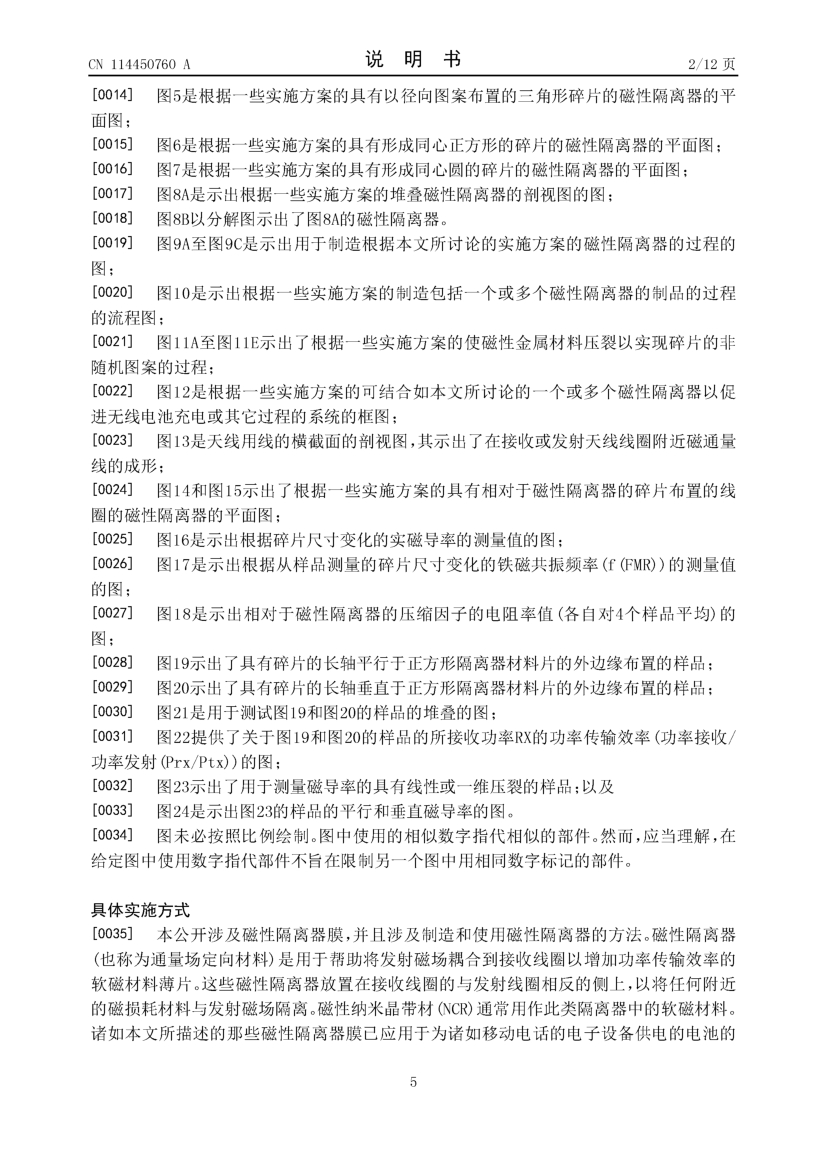 CN 114450760 A
说 明 书
2/12 页
[0014] 图5是根据一些实施方案的具有以径向图案布置的三角形碎片的磁性隔离器的平
面图;
[0015] 图6是根据一些实施方案的具有形成同心正方形的碎片的磁性隔离器的平面图;
[0016] 图7是根据一些实施方案的具有形成同心圆的碎片的磁性隔离器的平面图;
[0017] 图8A是示出根据一些实施方案的堆叠磁性隔离器的剖视图的图;
[0018] 图8B以分解图示出了图8A的磁性隔离器。
[0019] 图9A至图9C是示出用于制造根据本文所讨论的实施方案的磁性隔离器的过程的
图;
[0020] 图10是示出根据一些实施方案的制造包括一个或多个磁性隔离器的制品的过程
的流程图;
[0021] 图11A至图11E示出了根据一些实施方案的使磁性金属材料压裂以实现碎片的非
随机图案的过程;
[0022] 图12是根据一些实施方案的可结合如本文所讨论的一个或多个磁性隔离器以促
进无线电池充电或其它过程的系统的框图;
[0023] 图13是天线用线的横截面的剖视图,其示出了在接收或发射天线线圈附近磁通量
线的成形;
[0024] 图14和图15示出了根据一些实施方案的具有相对于磁性隔离器的碎片布置的线
圈的磁性隔离器的平面图;
[0025] 图16是示出根据碎片尺寸变化的实磁导率的测量值的图;
[0026] 图17是示出根据从样品测量的碎片尺寸变化的铁磁共振频率(f(FMR))的测量值
的图;
[0027] 图18是示出相对于磁性隔离器的压缩因子的电阻率值(各自对4个样品平均)的
图;
[0028] 图19示出了具有碎片的长轴平行于正方形隔离器材料片的外边缘布置的样品;
[0029] 图20示出了具有碎片的长轴垂直于正方形隔离器材料片的外边缘布置的样品;
[0030] 图21是用于测试图19和图20的样品的堆叠的图;
[0031] 图22提供了关于图19和图20的样品的所接收功率RX的功率传输效率(功率接收/
功率发射(Prx/Ptx))的图;
[0032] 图23示出了用于测量磁导率的具有线性或一维压裂的样品;以及
[0033] 图24是示出图23的样品的平行和垂直磁导率的图。
[0034] 图未必按照比例绘制。图中使用的相似数字指代相似的部件。然而,应当理解,在
给定图中使用数字指代部件不旨在限制另一个图中用相同数字标记的部件。
具体实施方式
[0035] 本公开涉及磁性隔离器膜,并且涉及制造和使用磁性隔离器的方法。磁性隔离器
(也称为通量场定向材料)是用于帮助将发射磁场耦合到接收线圈以增加功率传输效率的
软磁材料薄片。这些磁性隔离器放置在接收线圈的与发射线圈相反的侧上,以将任何附近
的磁损耗材料与发射磁场隔离。磁性纳米晶带材(NCR)通常用作此类隔离器中的软磁材料。
诸如本文所描述的那些磁性隔离器膜已应用于为诸如移动电话的电子设备供电的电池的
5